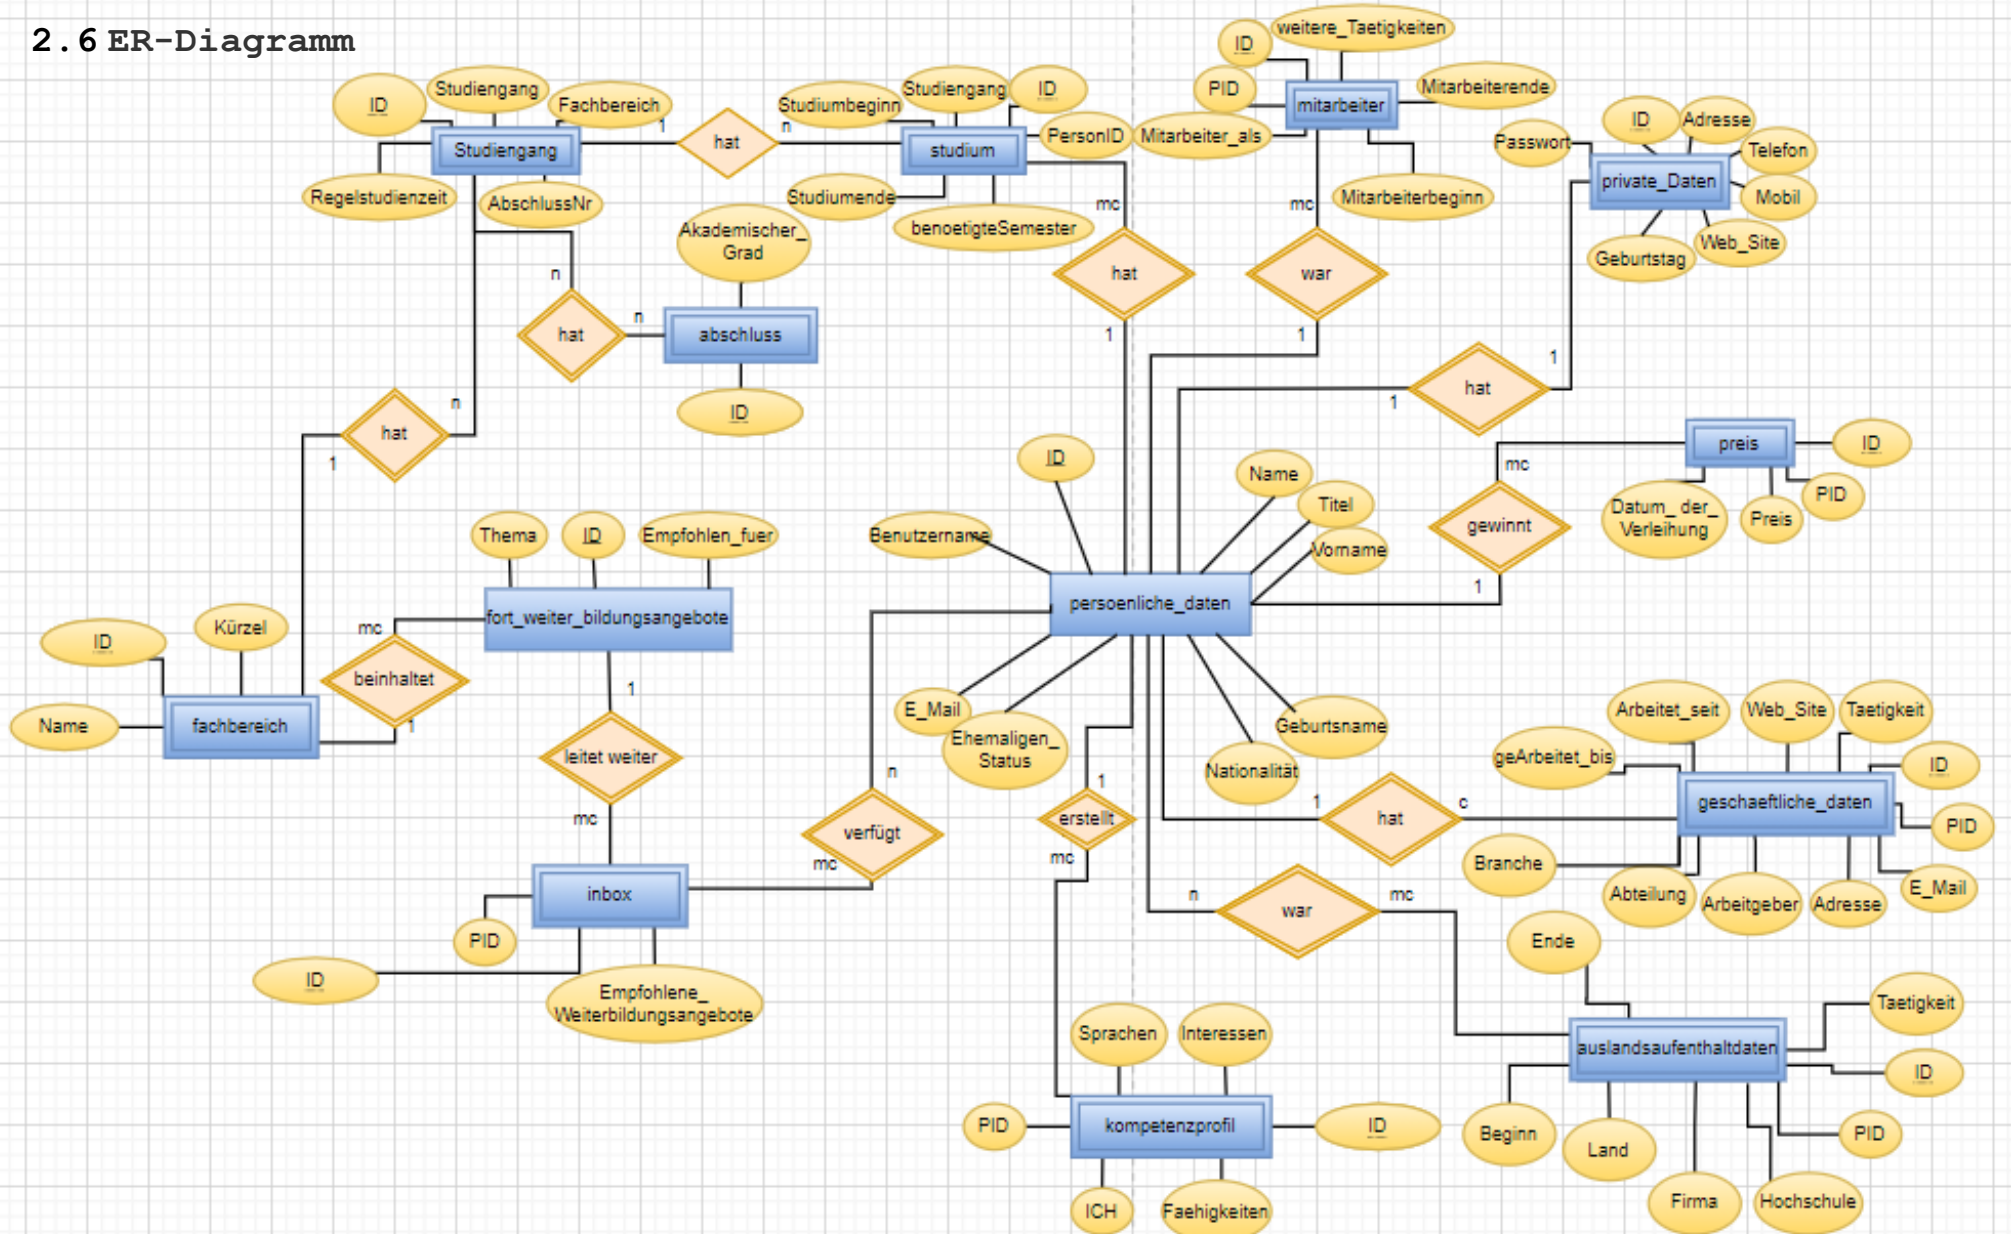 2.6 ER-Diagramm
ID
Studiengang
Fachbereich
Studiengang
Regelstudienzeit
AbschlussNr
1
hat
n
Studiumbeginn
Studiengang
ID
PersonID
studium
Studiumende
benoetigteSemester
ID
weitere_Taetigkeiten
PID
Mitarbeiterende
mitarbeiter
Mitarbeiter_als
Mitarbeiterbeginn
ID
Adresse
Passwort
Telefon
private_Daten
Mobil
Web_Site
Geburtstag
mc
hat
1
mc
war
1
Akademischer_
Grad
n
hat
n
abschluss
ID
n
hat
1
1
hat
1
preis
ID
mc
Datum_ der_
Verleihung
Preis
PID
gewinnt
1
ID
Name
Titel
Vorname
Benutzername
persoenliche_daten
E_Mail
Ehemaligen_
Status
Nationalität
Geburtsname
Thema
ID
Empfohlen_fuer
fort_weiter_bildungsangebote
ID
Kürzel
mc
beinhaltet
1
Name
fachbereich
1
leitet weiter
mc
n
verfügt
mc
1
erstellt
mc
inbox
PID
ID
Empfohlene_
Weiterbildungsangebote
1
hat
c
Arbeitet_seit
Web_Site
Taetigkeit
geArbeitet_bis
ID
geschaeftliche_daten
PID
Branche
Abteilung
Arbeitgeber
Adresse
E_Mail
n
war
mc
Ende
Taetigkeit
auslandsaufenthaltdaten
ID
Beginn
Land
PID
Firma
Hochschule
Sprachen
Interessen
PID
kompetenzprofil
ID
ICH
Faehigkeiten